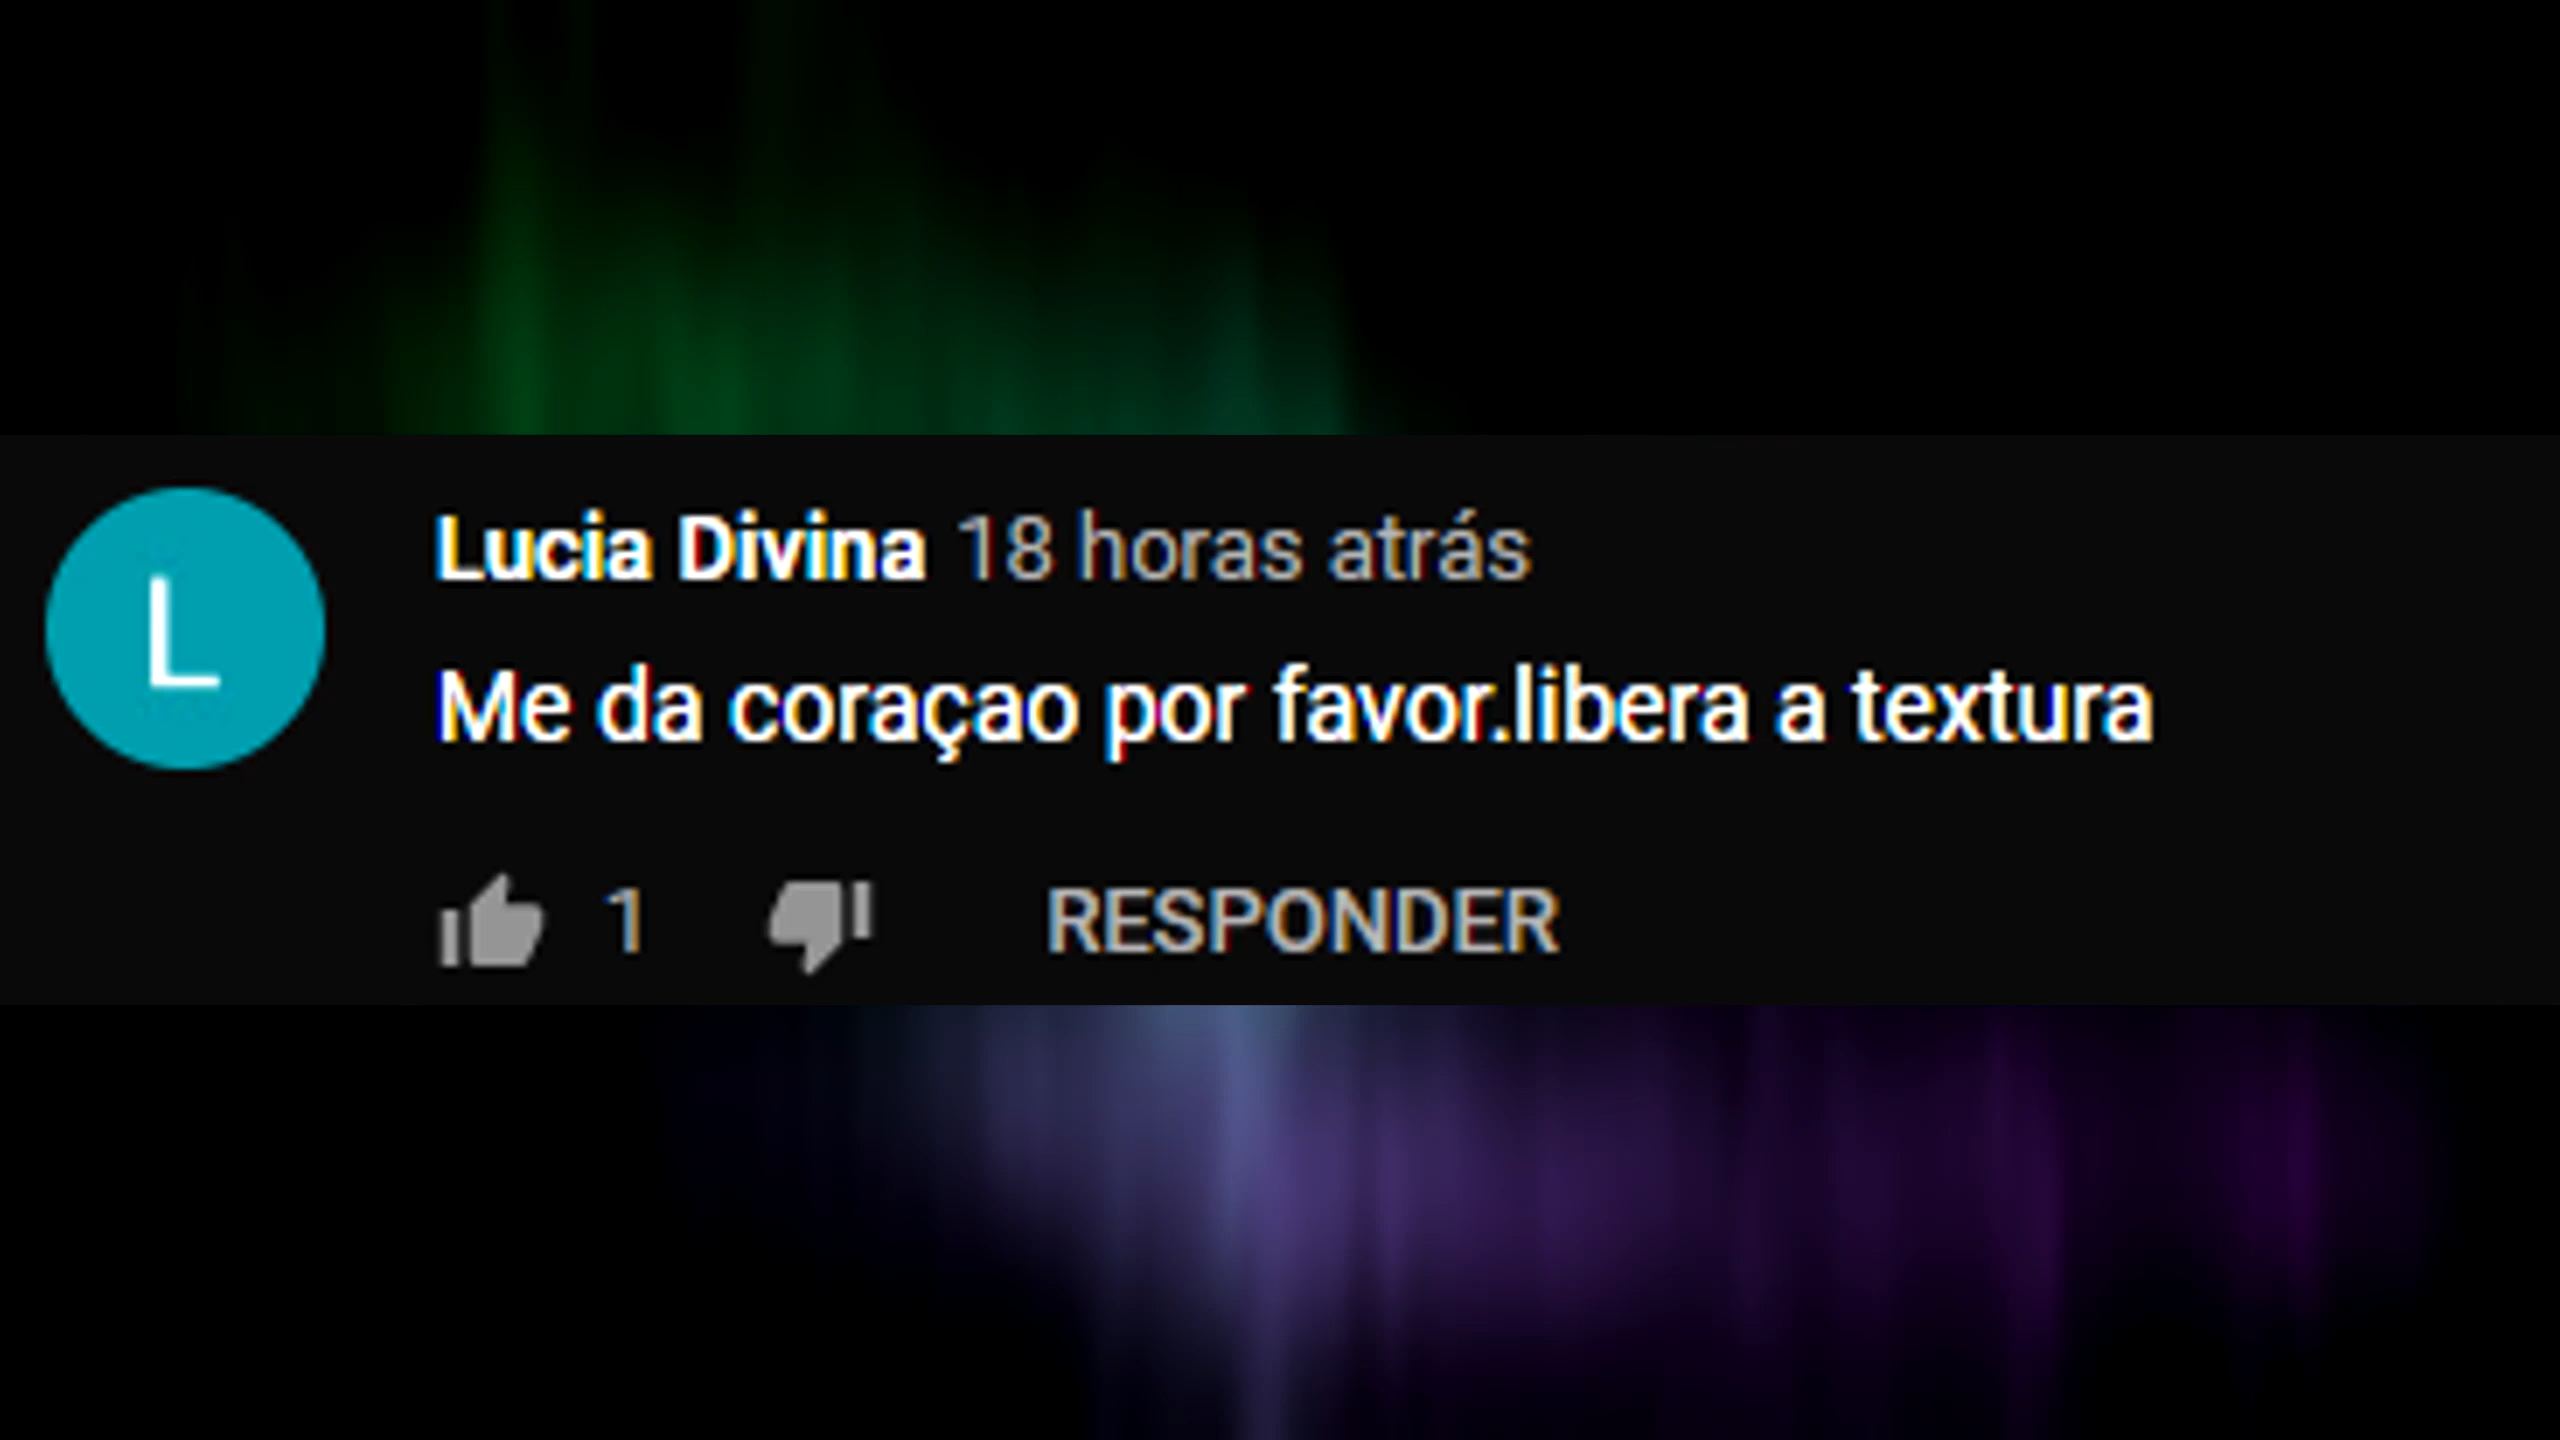 L
Lucia Divina 18 horas atrás
Me da coraçao por favor.libera a textura
1 RESPONDER